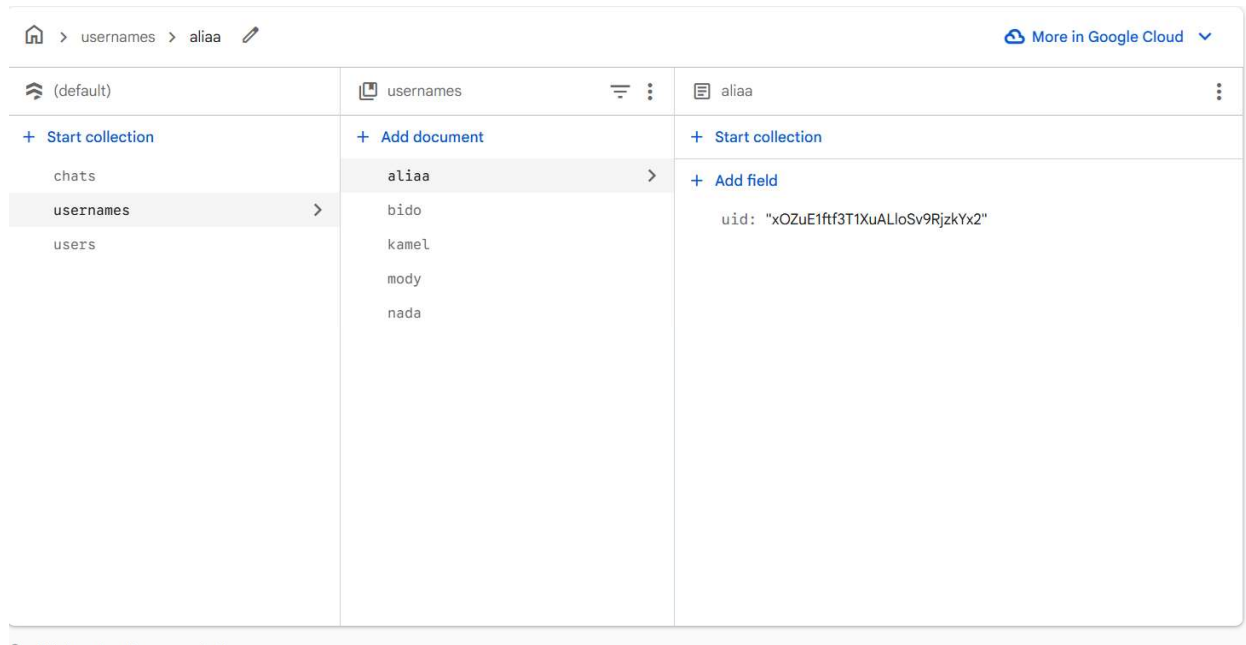 usernames > aliaa
More in Google Cloud
(default)
usernames
aliaa
+ Start collection
+ Add document
+ Start collection
chats
usernames
users
aliaa
bido
kamel
mody
nada
+ Add field
uid: "xOZuE1ftf3T1XuALloSv9RjzkYx2"